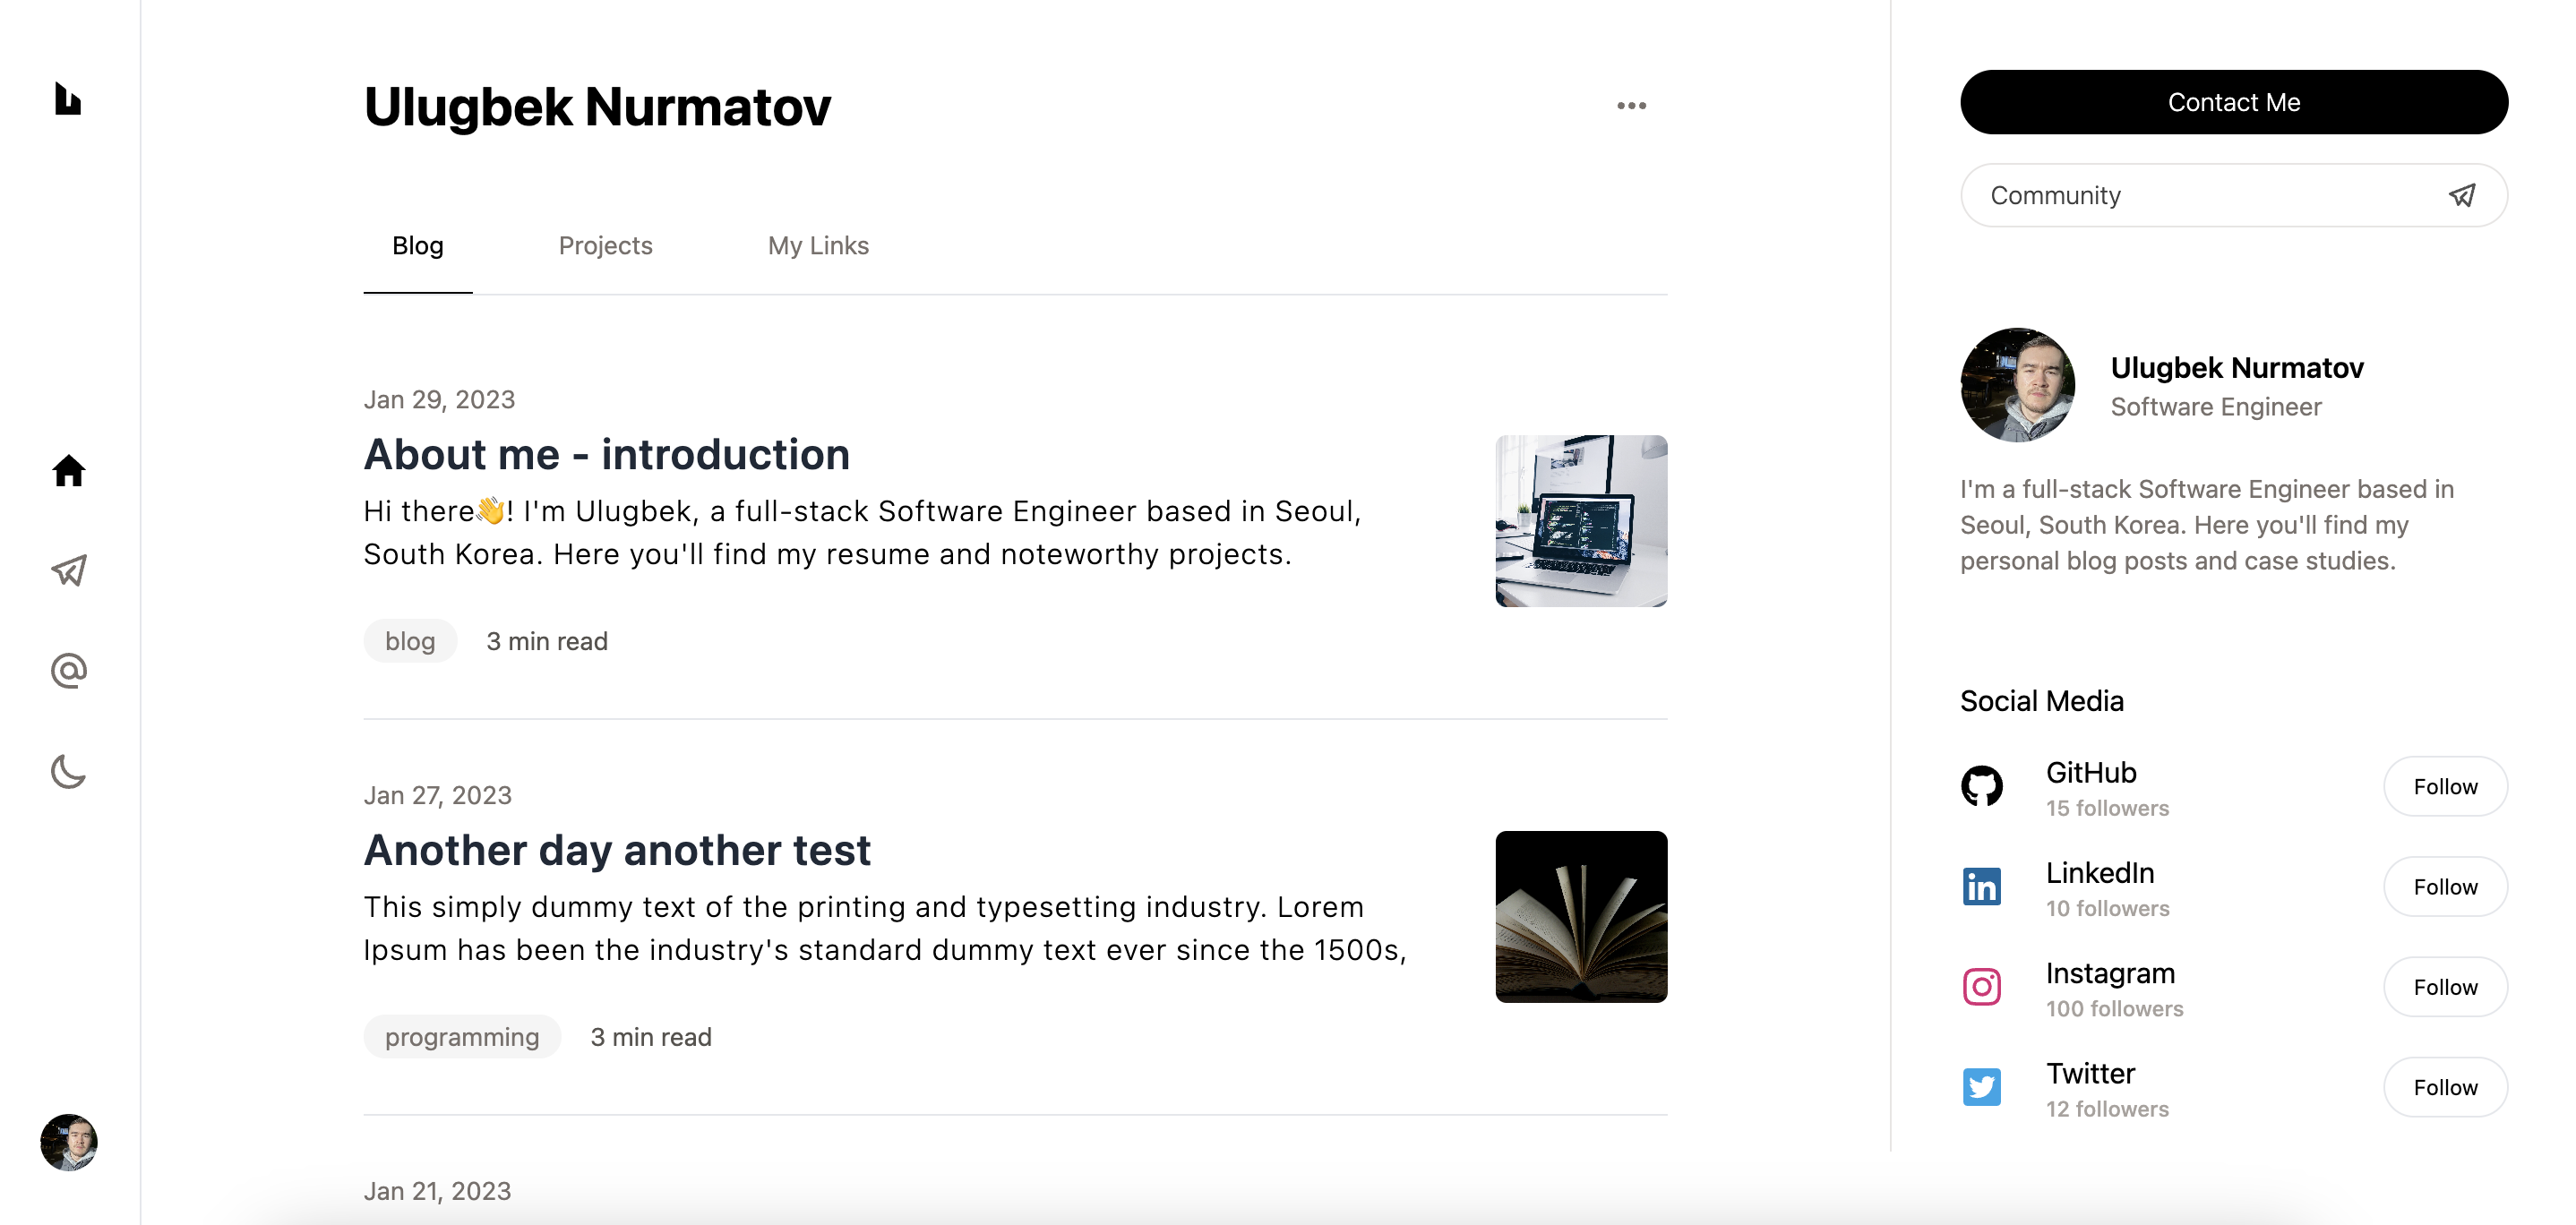 Ulugbek Nurmatov
Blog
Projects
My Links
Jan 29, 2023
About me - introduction
Hi there👋! I'm Ulugbek, a full-stack Software Engineer based in Seoul,
South Korea. Here you'll find my resume and noteworthy projects.
blog
3 min read
Jan 27, 2023
Another day another test
This simply dummy text of the printing and typesetting industry. Lorem
Ipsum has been the industry's standard dummy text ever since the 1500s,
programming
3 min read
Jan 21, 2023
Contact Me
Community
Ulugbek Nurmatov
Software Engineer
I'm a full-stack Software Engineer based in
Seoul, South Korea. Here you'll find my
personal blog posts and case studies.
Social Media
GitHub
15 followers
Follow
LinkedIn
10 followers
Follow
Instagram
100 followers
Follow
Twitter
12 followers
Follow